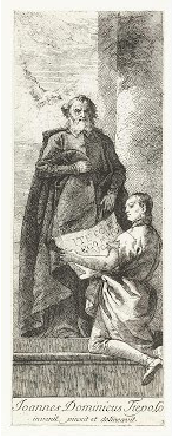 Joannes Dominicus Tiepolo
invenit, pinxit et delineavit